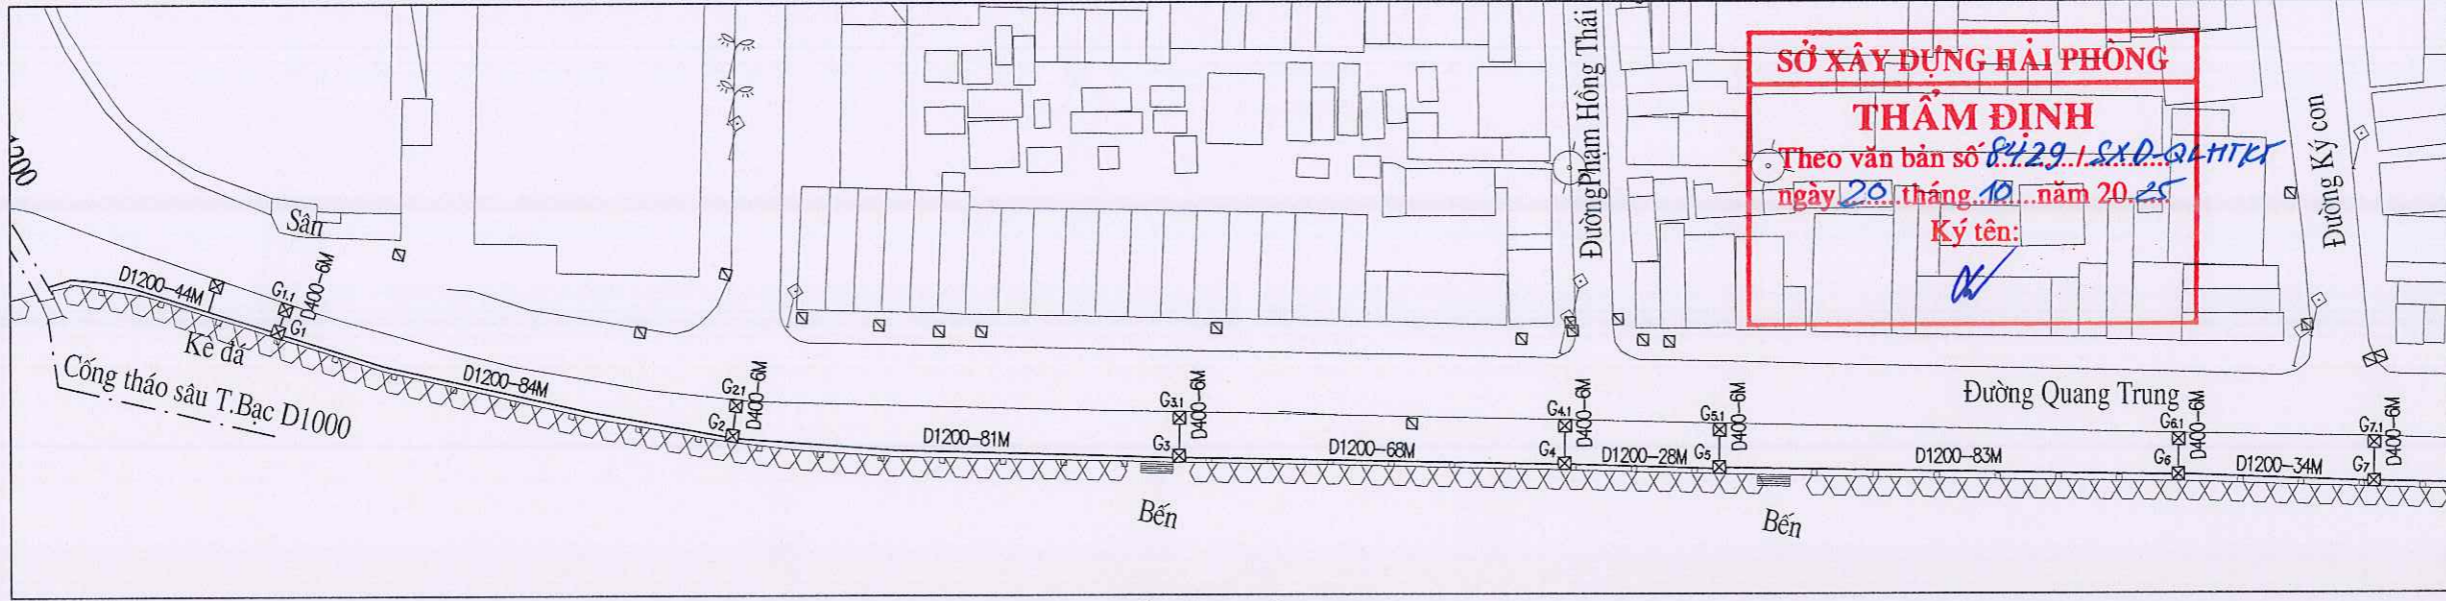 SỞ XÂY DỰNG HẢI PHÒNG
THẨM ĐỊNH
Theo văn bản số 8429/SXD-QLHTKT
ngày 20 tháng 10 năm 2025
Ký tên:
Đường Phạm Hồng Thái
Đường Ký con
Sân
D1200-44M
G1.1
D400-6M
G1
Kè đá
Cống tháo sâu T.Bạc D1000
D1200-84M
G2.1
D400-6M
G2
D1200-81M
G3.1
D400-6M
G3
Bến
D1200-68M
G4.1
D400-6M
G4
D1200-28M
G5.1
D400-6M
G5
Đường Quang Trung
D1200-83M
Bến
G6.1
D400-6M
G6
D1200-34M
G7.1
D400-6M
G7